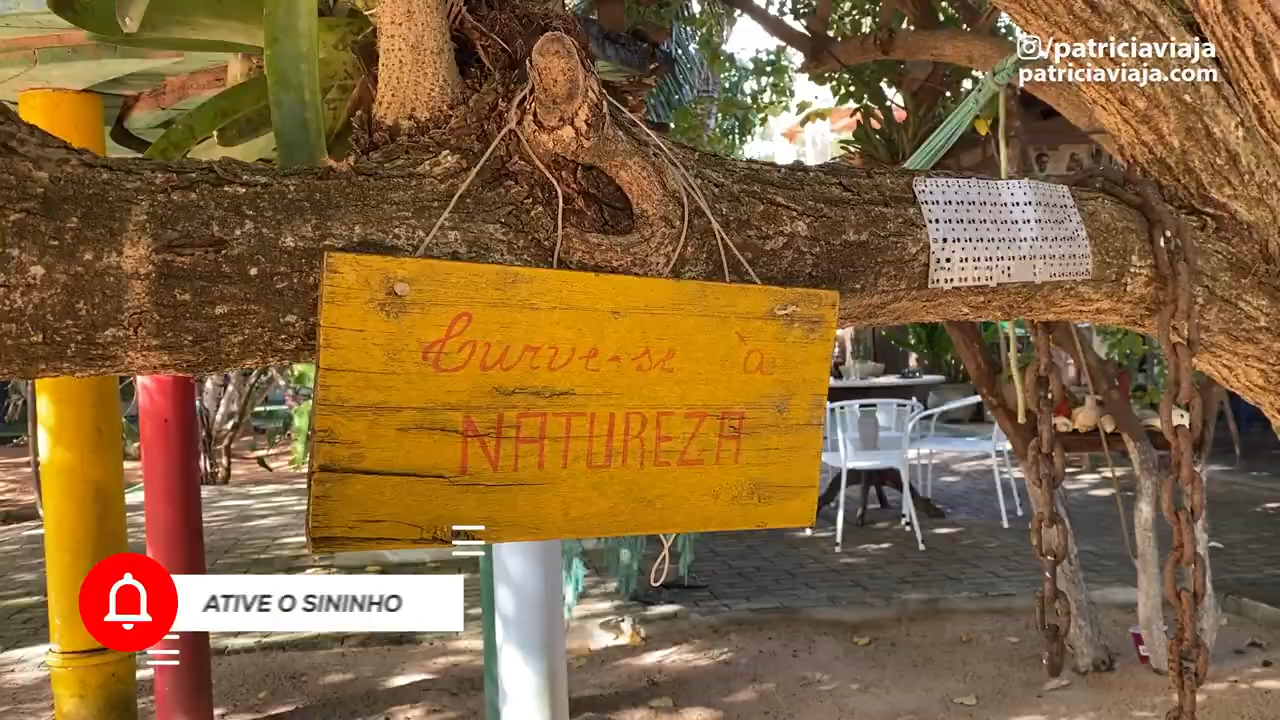 /patriciaviaja
patriciaviaja.com
Curve-se à
NATUREZA
ATIVE O SININHO